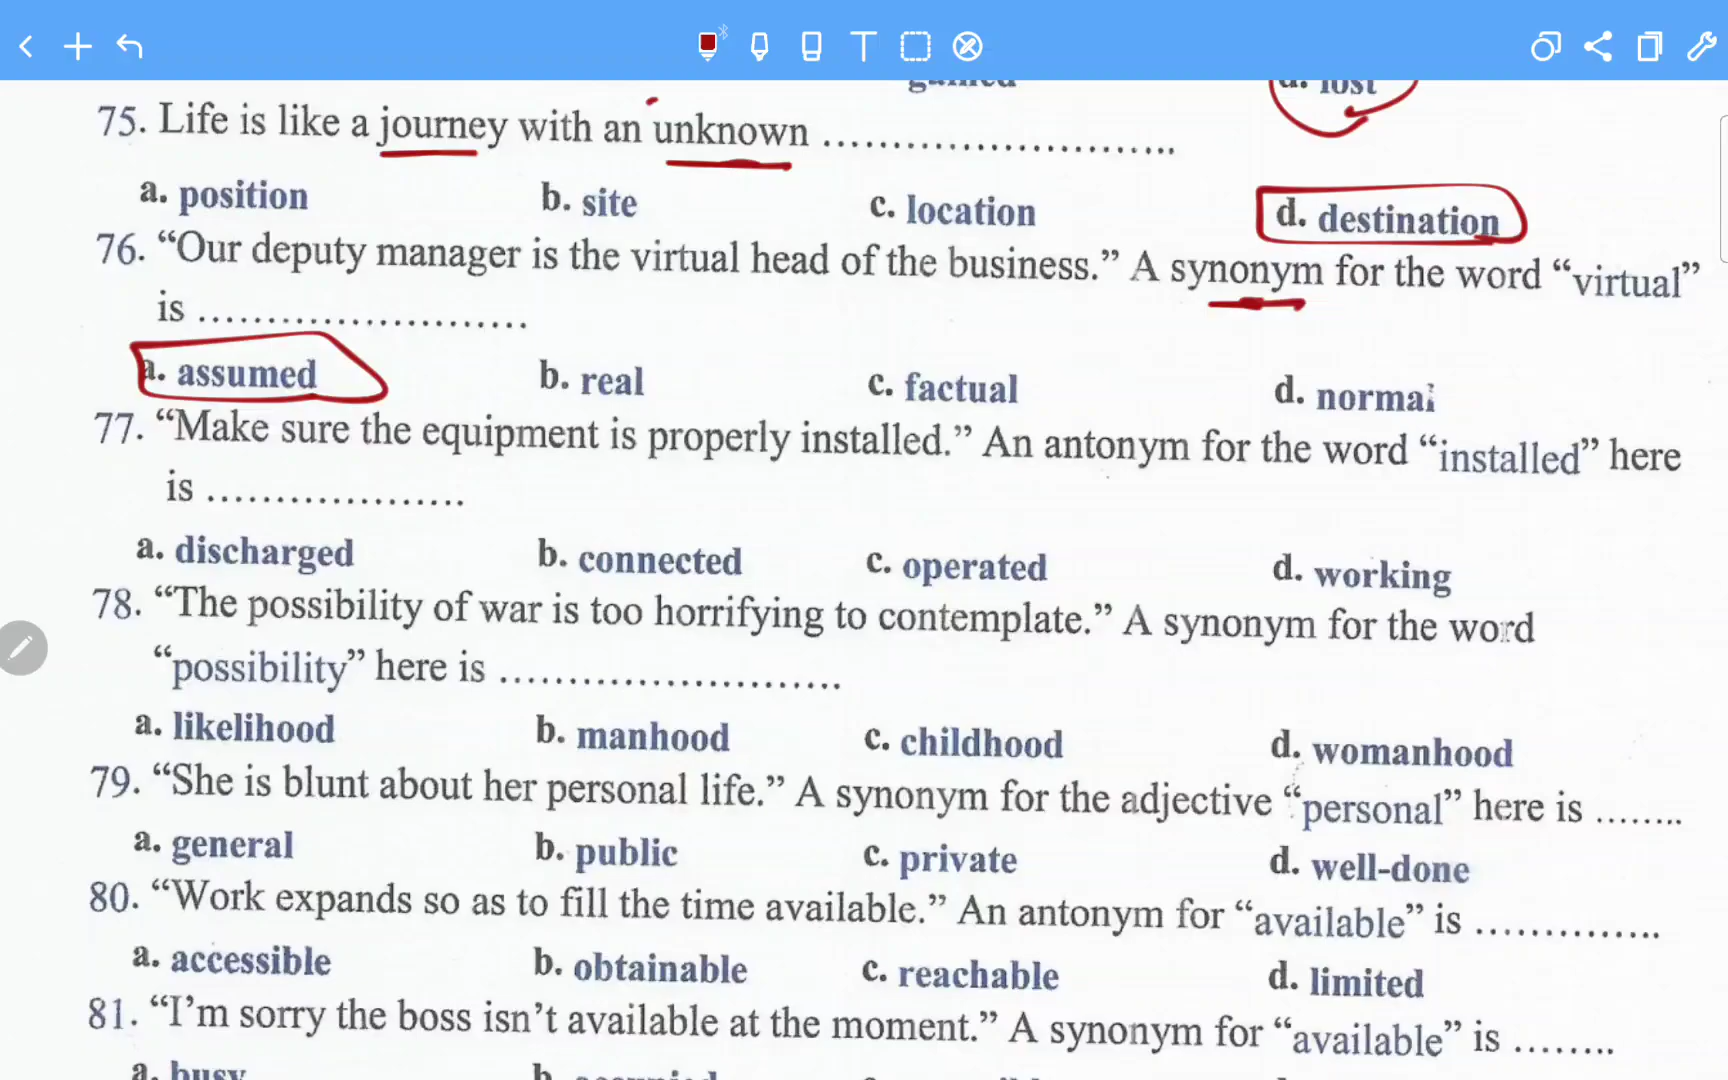 75. Life is like a journey with an unknown ..........................
a. position b. site c. location d. destination
76. “Our deputy manager is the virtual head of the business.” A synonym for the word “virtual”
is ........................
a. assumed b. real c. factual d. normal
77. “Make sure the equipment is properly installed.” An antonym for the word “installed” here
is ...................
a. discharged b. connected c. operated d. working
78. “The possibility of war is too horrifying to contemplate.” A synonym for the word
“possibility” here is .........................
a. likelihood b. manhood c. childhood d. womanhood
79. “She is blunt about her personal life.” A synonym for the adjective “personal” here is ........
a. general b. public c. private d. well-done
80. “Work expands so as to fill the time available.” An antonym for “available” is ..............
a. accessible b. obtainable c. reachable d. limited
81. “I’m sorry the boss isn’t available at the moment.” A synonym for “available” is ........
a. busy b.